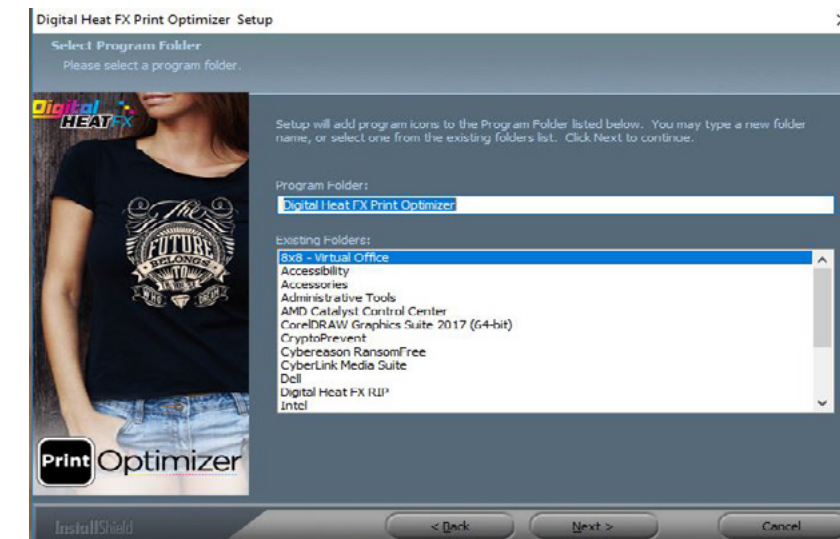 Digital Heat FX Print Optimizer Setup
Select Program Folder
Please select a program folder.
Digital
HEAT FX
Setup will add program icons to the Program Folder listed below. You may type a new folder
name, or select one from the existing folders list. Click Next to continue.
Program Folder:
Digital Heat FX Print Optimizer
Existing Folders:
8x8 - Virtual Office
Accessibility
Accessories
Administrative Tools
AMD Catalyst Control Center
CorelDRAW Graphics Suite 2017 (64-bit)
CryptoPrevent
Cybereason RansomFree
CyberLink Media Suite
Dell
Digital Heat FX RIP
Intel
The
FUTURE
BELONGS
TO
WHO DREAM
Print Optimizer
InstallShield
< Back
Next >
Cancel